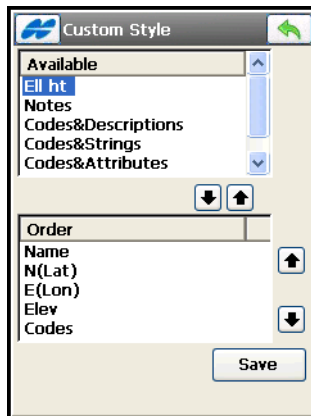 Custom Style
Available
Ell ht
Notes
Codes&Descriptions
Codes&Strings
Codes&Attributes
Order
Name
N(Lat)
E(Lon)
Elev
Codes
Save